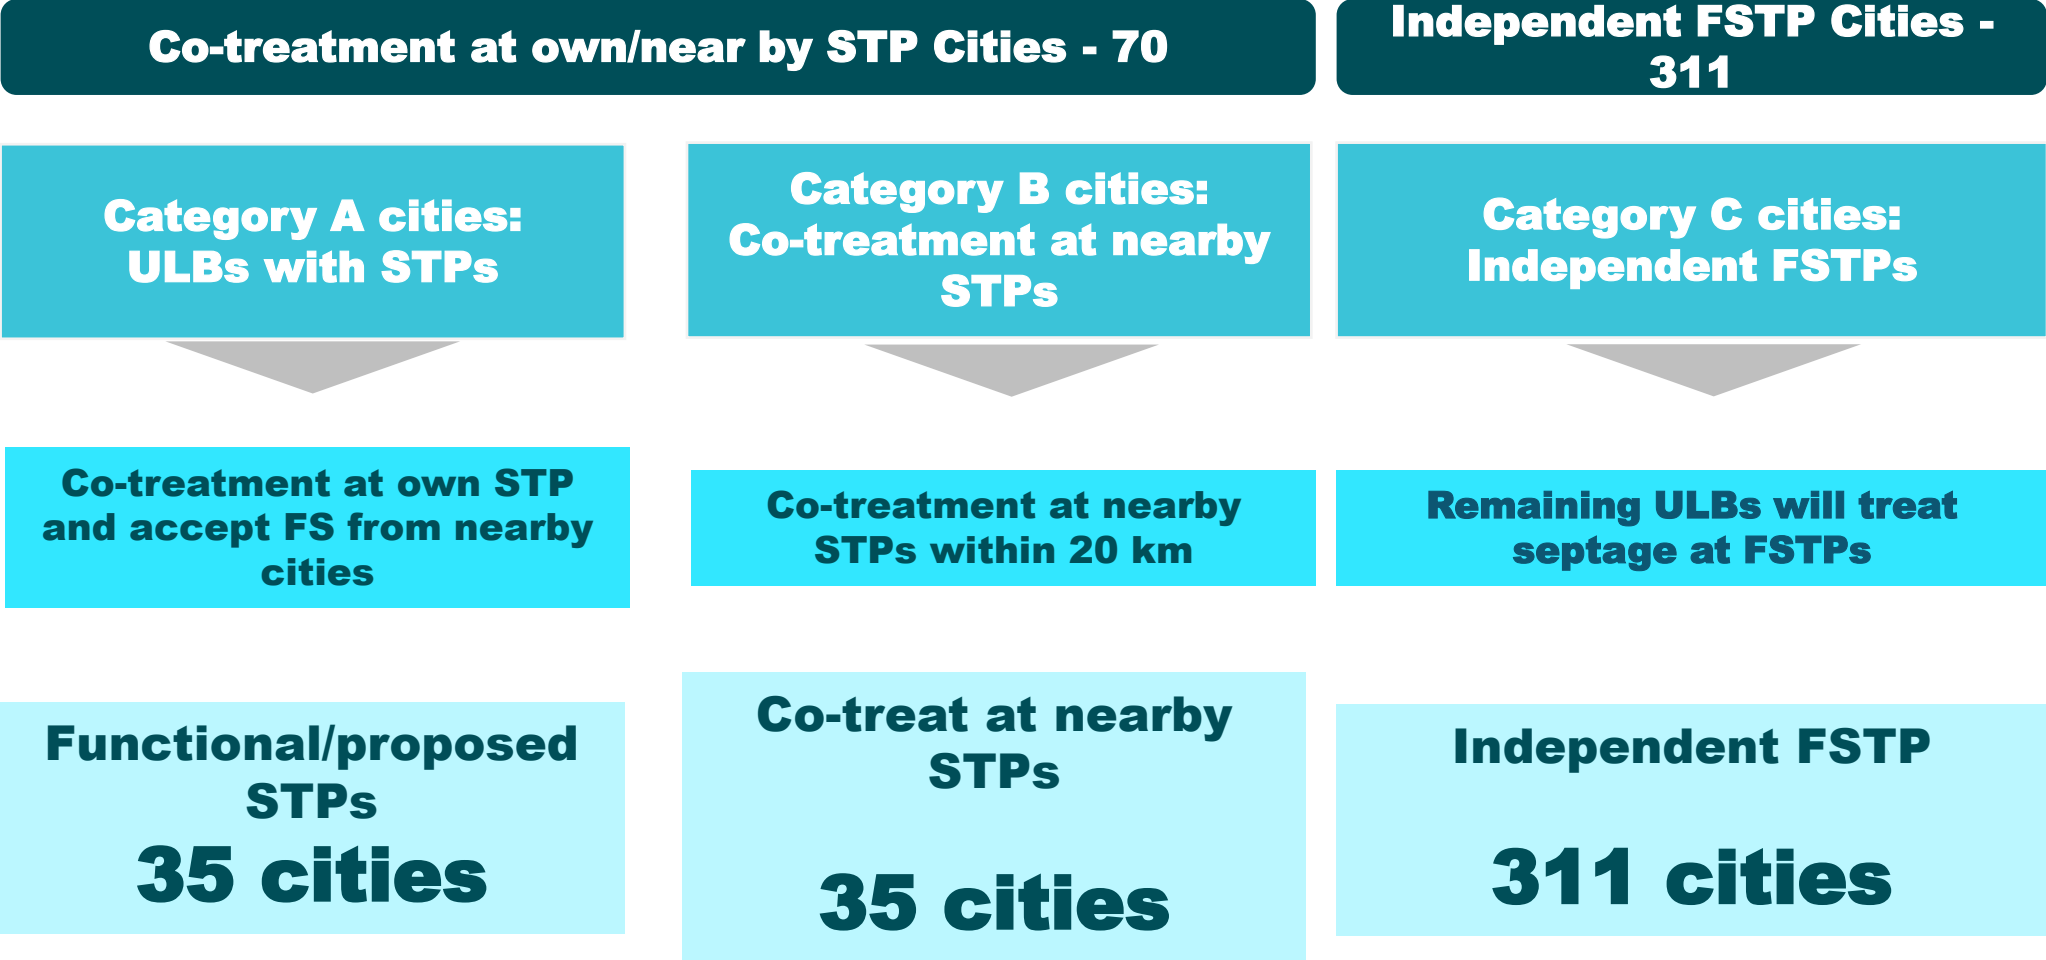 Co-treatment at own/near by STP Cities - 70
Independent FSTP Cities -
311
Category A cities:
ULBs with STPs
Category B cities:
Co-treatment at nearby
STPs
Category C cities:
Independent FSTPs
Co-treatment at own STP
and accept FS from nearby
cities
Co-treatment at nearby
STPs within 20 km
Remaining ULBs will treat
septage at FSTPs
Functional/proposed
STPs
35 cities
Co-treat at nearby
STPs
35 cities
Independent FSTP
311 cities